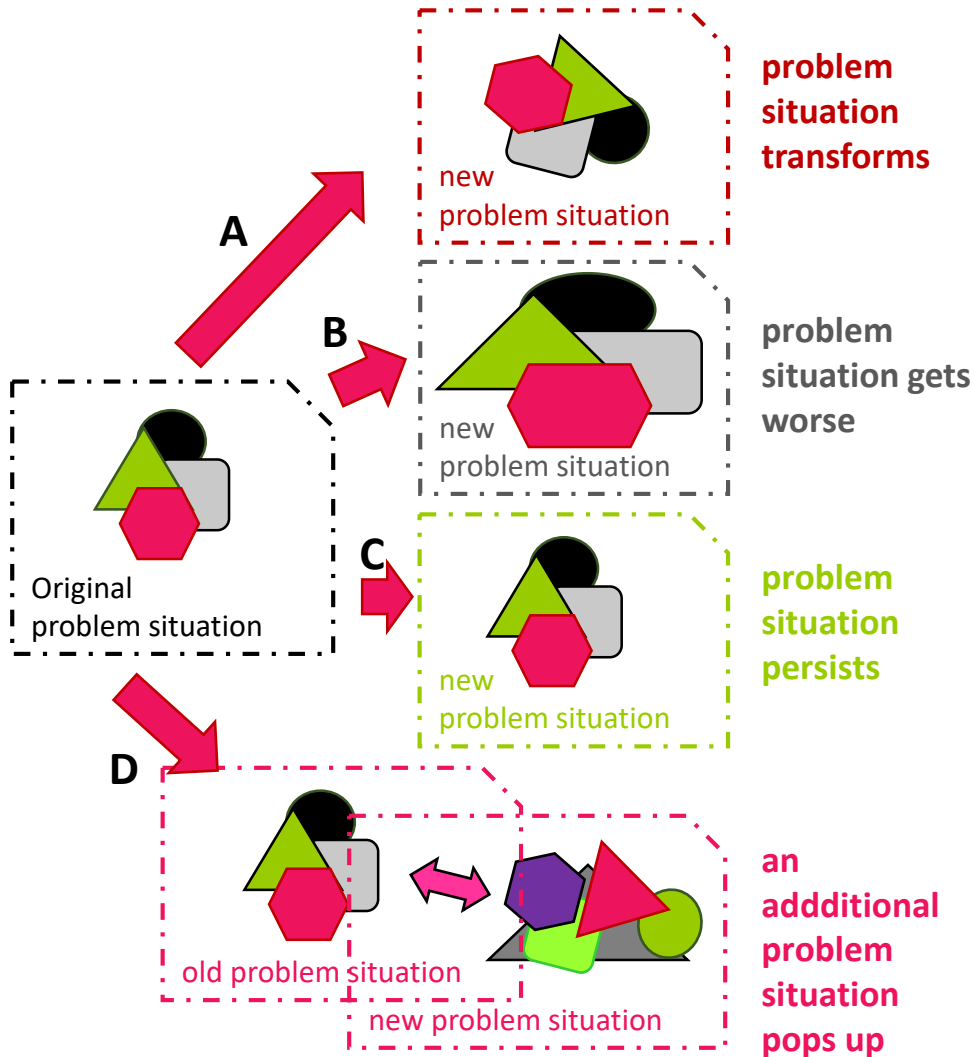 A
new
problem situation
problem
situation
transforms
B
new
problem situation
problem
situation gets
worse
Original
problem situation
C
new
problem situation
problem
situation
persists
D
old problem situation
new problem situation
an
addditional
problem
situation
pops up